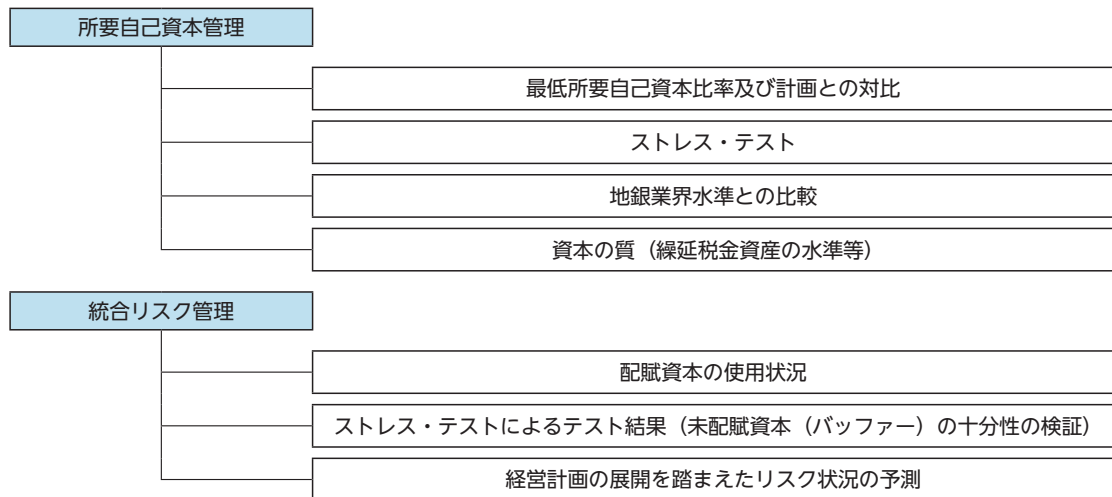 所要自己資本管理
最低所要自己資本比率及び計画との対比
ストレス・テスト
地銀業界水準との比較
資本の質（繰延税金資産の水準等）
統合リスク管理
配賦資本の使用状況
ストレス・テストによるテスト結果（未配賦資本（バッファー）の十分性の検証）
経営計画の展開を踏まえたリスク状況の予測